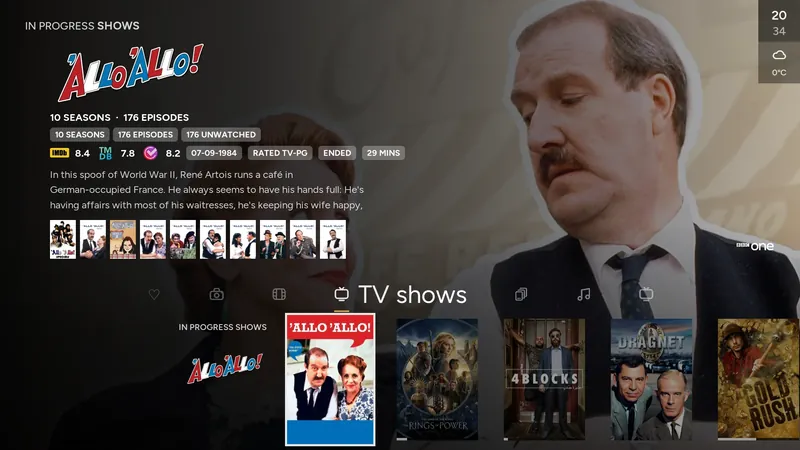 IN PROGRESS SHOWS
20
34
0°C
'ALLO 'ALLO!
10 SEASONS · 176 EPISODES
10 SEASONS 176 EPISODES 176 UNWATCHED
IMDb 8.4 TMDB 7.8 8.2 07-09-1984 RATED TV-PG ENDED 29 MINS
In this spoof of World War II, René Artois runs a café in
German-occupied France. He always seems to have his hands full: He's
having affairs with most of his waitresses, he's keeping his wife happy,
BBC one
TV shows
IN PROGRESS SHOWS
'ALLO 'ALLO!
'ALLO 'ALLO!
RINGS OF POWER
4 BLOCKS
DRAGNET
GOLD
RUSH